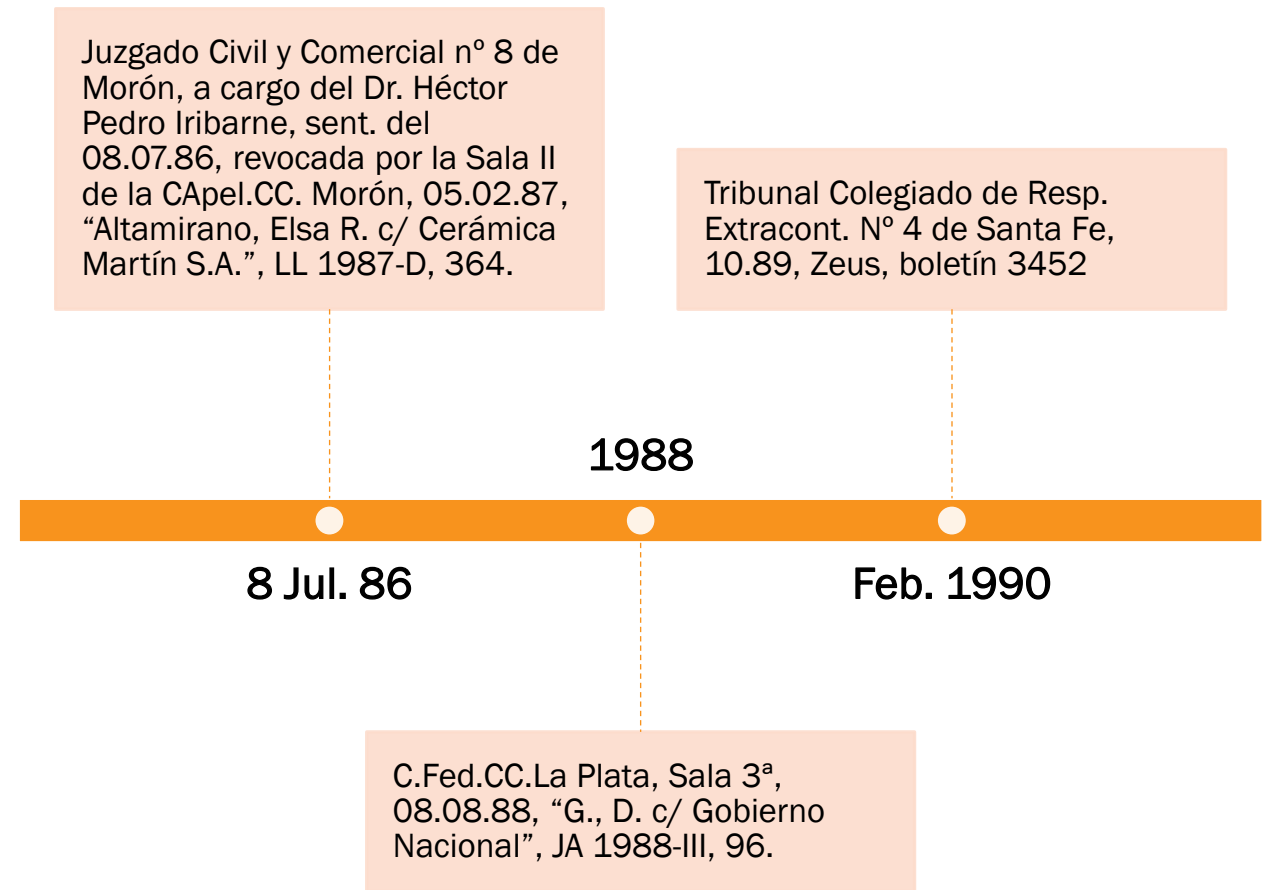 Juzgado Civil y Comercial nº 8 de
Morón, a cargo del Dr. Héctor
Pedro Iribarne, sent. del
08.07.86, revocada por la Sala II
de la CApel.CC. Morón, 05.02.87,
“Altamirano, Elsa R. c/ Cerámica
Martín S.A.”, LL 1987-D, 364.
Tribunal Colegiado de Resp.
Extracont. Nº 4 de Santa Fe,
10.89, Zeus, boletín 3452
1988
8 Jul. 86
Feb. 1990
C.Fed.CC.La Plata, Sala 3ª,
08.08.88, “G., D. c/ Gobierno
Nacional”, JA 1988-III, 96.